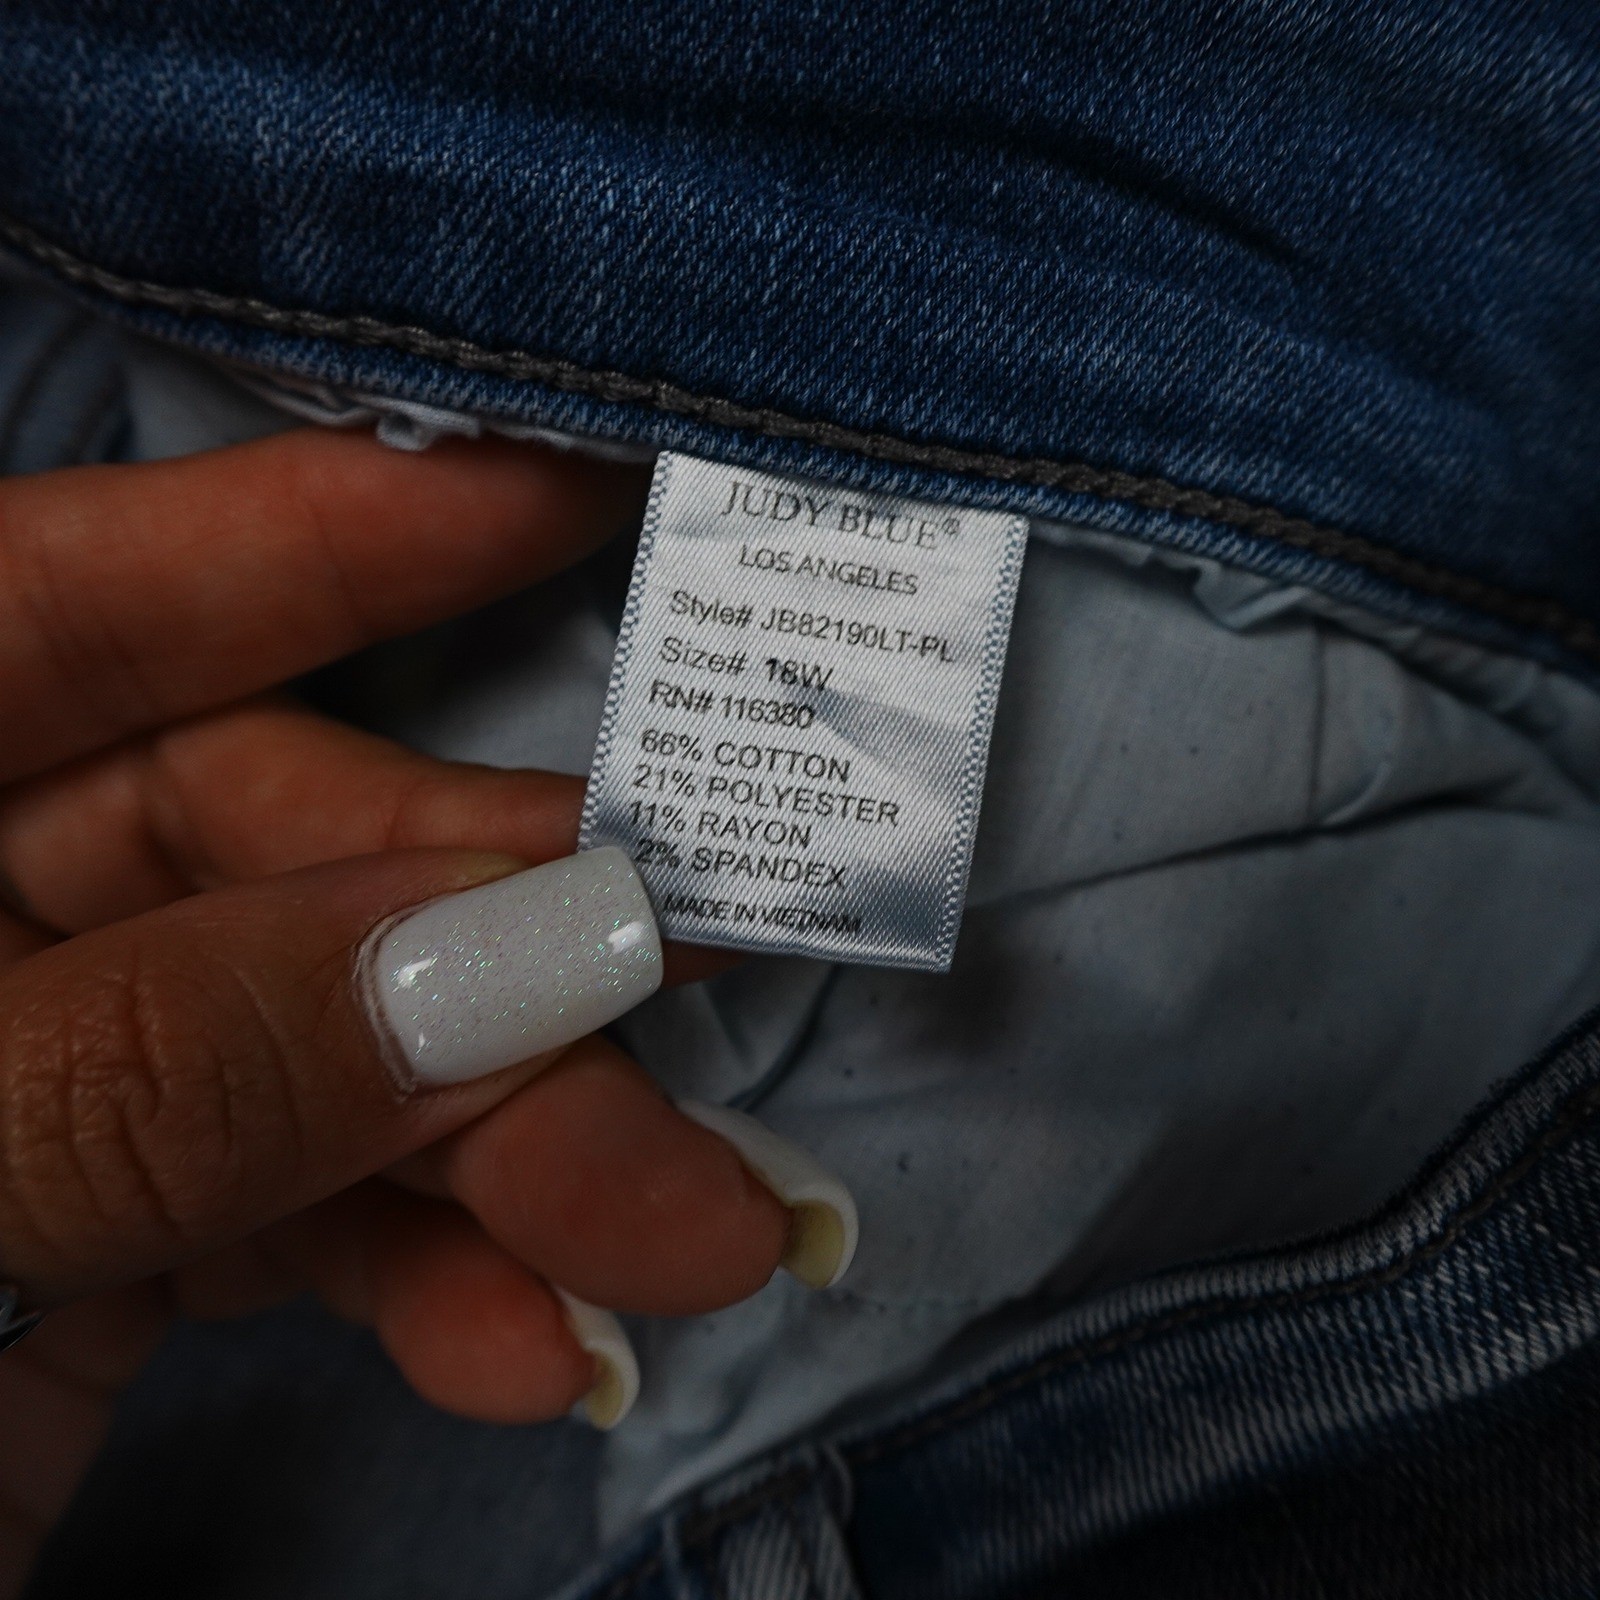 JUDY BLUE®
LOS ANGELES
Style# JB82190LT-PL
Size# 18W
RN# 116380
66% COTTON
21% POLYESTER
11% RAYON
2% SPANDEX
MADE IN VIETNAM